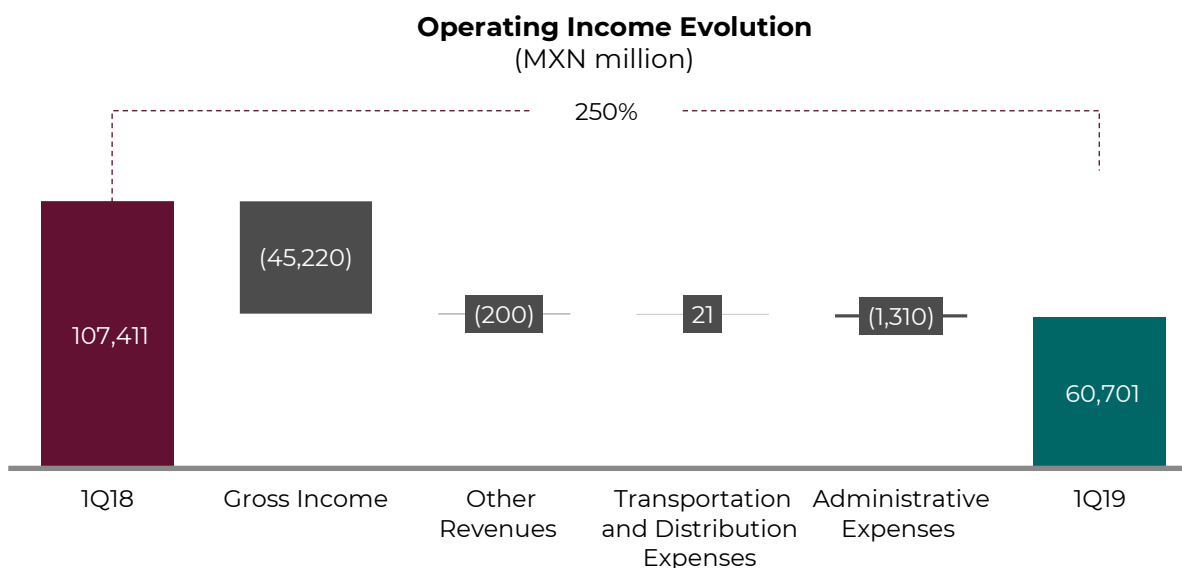 Operating Income Evolution
(MXN million)
250%
107,411
(45,220)
(200)
21
(1,310)
60,701
1Q18
Gross Income
Other
Revenues
Transportation
and Distribution
Expenses
Administrative
Expenses
1Q19